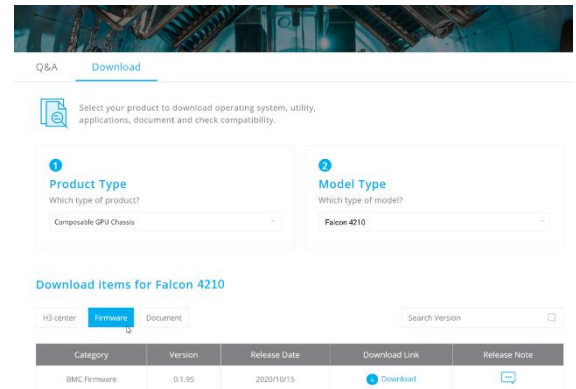 Q&A Download
Select your product to download operating system, utility,
applications, document and check compatibility.
1
Product Type
Which type of product?
Composable GPU Chassis
2
Model Type
Which type of model?
Falcon 4210
Download items for Falcon 4210
H3 center Firmware Document Search Version
Category Version Release Date Download Link Release Note
BMC Firmware 0.1.95 2020/10/15 Download